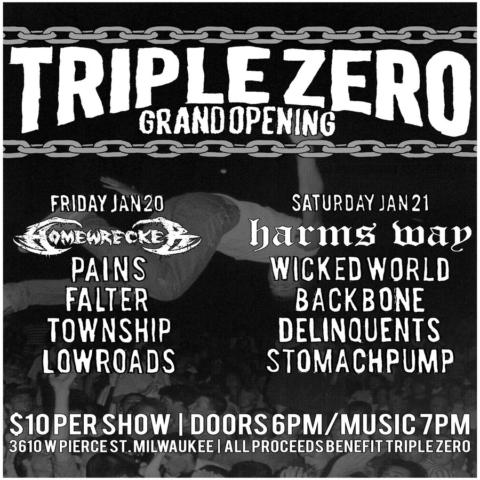 TRIPLE ZERO
GRAND OPENING
FRIDAY JAN 20
HOMEWRECKER
PAINS
FALTER
TOWNSHIP
LOWROADS
SATURDAY JAN 21
harms way
WICKED WORLD
BACKBONE
DELINQUENTS
STOMACHPUMP
$10 PER SHOW | DOORS 6PM/MUSIC 7PM
3610 W PIERCE ST. MILWAUKEE | ALL PROCEEDS BENEFIT TRIPLE ZERO